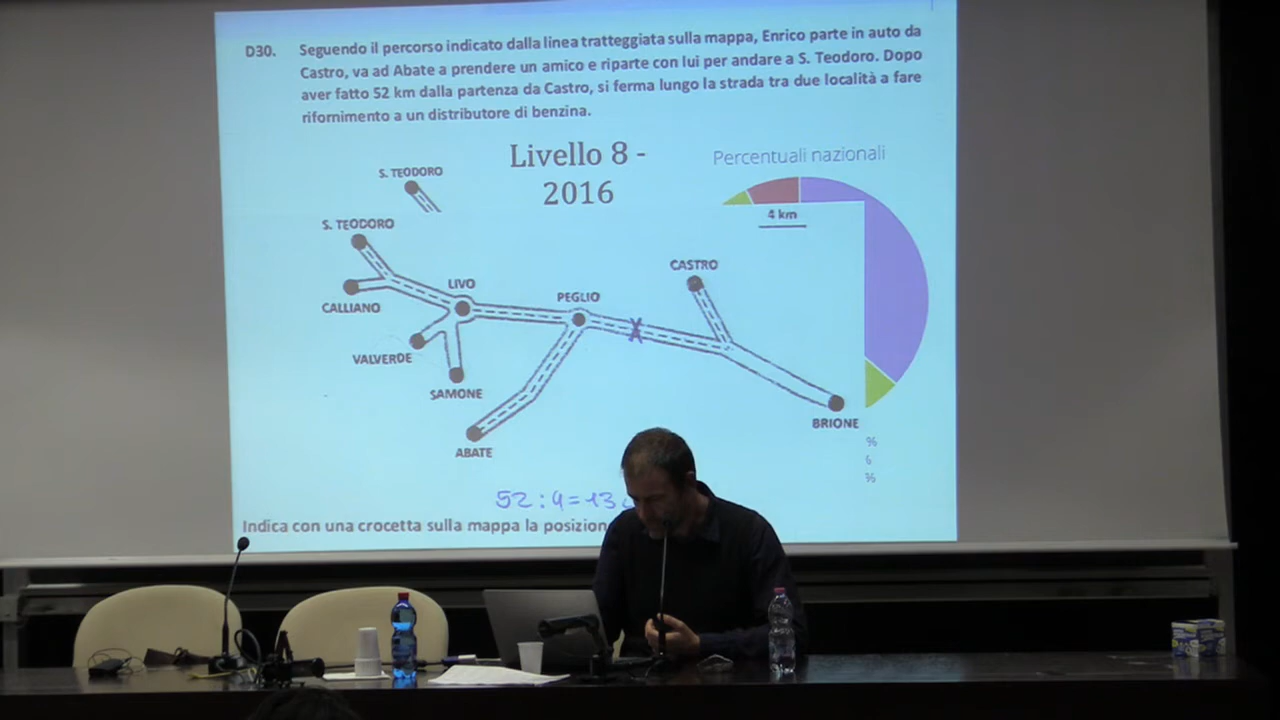 D30. Seguendo il percorso indicato dalla linea tratteggiata sulla mappa, Enrico parte in auto da
Castro, va ad Abate a prendere un amico e riparte con lui per andare a S. Teodoro. Dopo
aver fatto 52 km dalla partenza da Castro, si ferma lungo la strada tra due località a fare
rifornimento a un distributore di benzina.
Livello 8 -
2016
Percentuali nazionali
S. TEODORO
4 km
S. TEODORO
CASTRO
LIVO
PEGLIO
CALLIANO
VALVERDE
SAMONE
BRIONE
ABATE
%
6
%
52:4=13
Indica con una crocetta sulla mappa la posizion